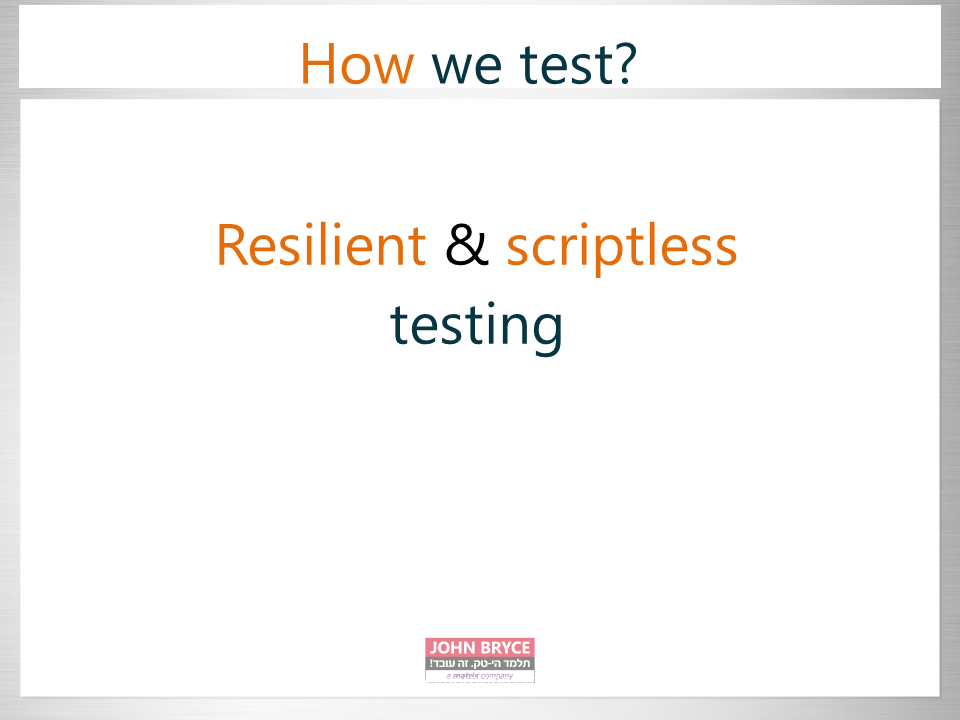 How we test?
Resilient & scriptless
testing
JOHN BRYCE
תלמד הי-טק. זה עובד!
a matrix company